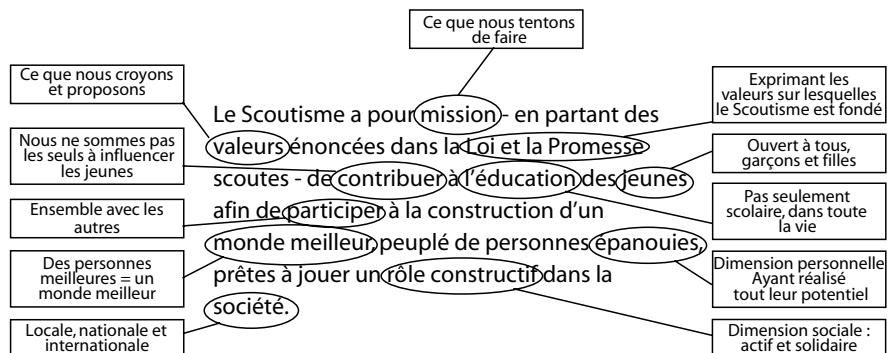 Ce que nous tentons
de faire
Ce que nous croyons
et proposons
Nous ne sommes pas
les seuls à influencer
les jeunes
Ensemble avec les
autres
Des personnes
meilleures = un
monde meilleur
Locale, nationale et
internationale
Le Scoutisme a pour mission - en partant des
valeurs énoncées dans la Loi et la Promesse
scoutes - de contribuer à l'éducation des jeunes
afin de participer à la construction d'un
monde meilleur peuplé de personnes épanouies,
prêtes à jouer un rôle constructif dans la
société.
Exprimant les
valeurs sur lesquelles
le Scoutisme est fondé
Ouvert à tous,
garçons et filles
Pas seulement
scolaire, dans toute
la vie
Dimension personnelle
Ayant réalisé
tout leur potentiel
Dimension sociale :
actif et solidaire